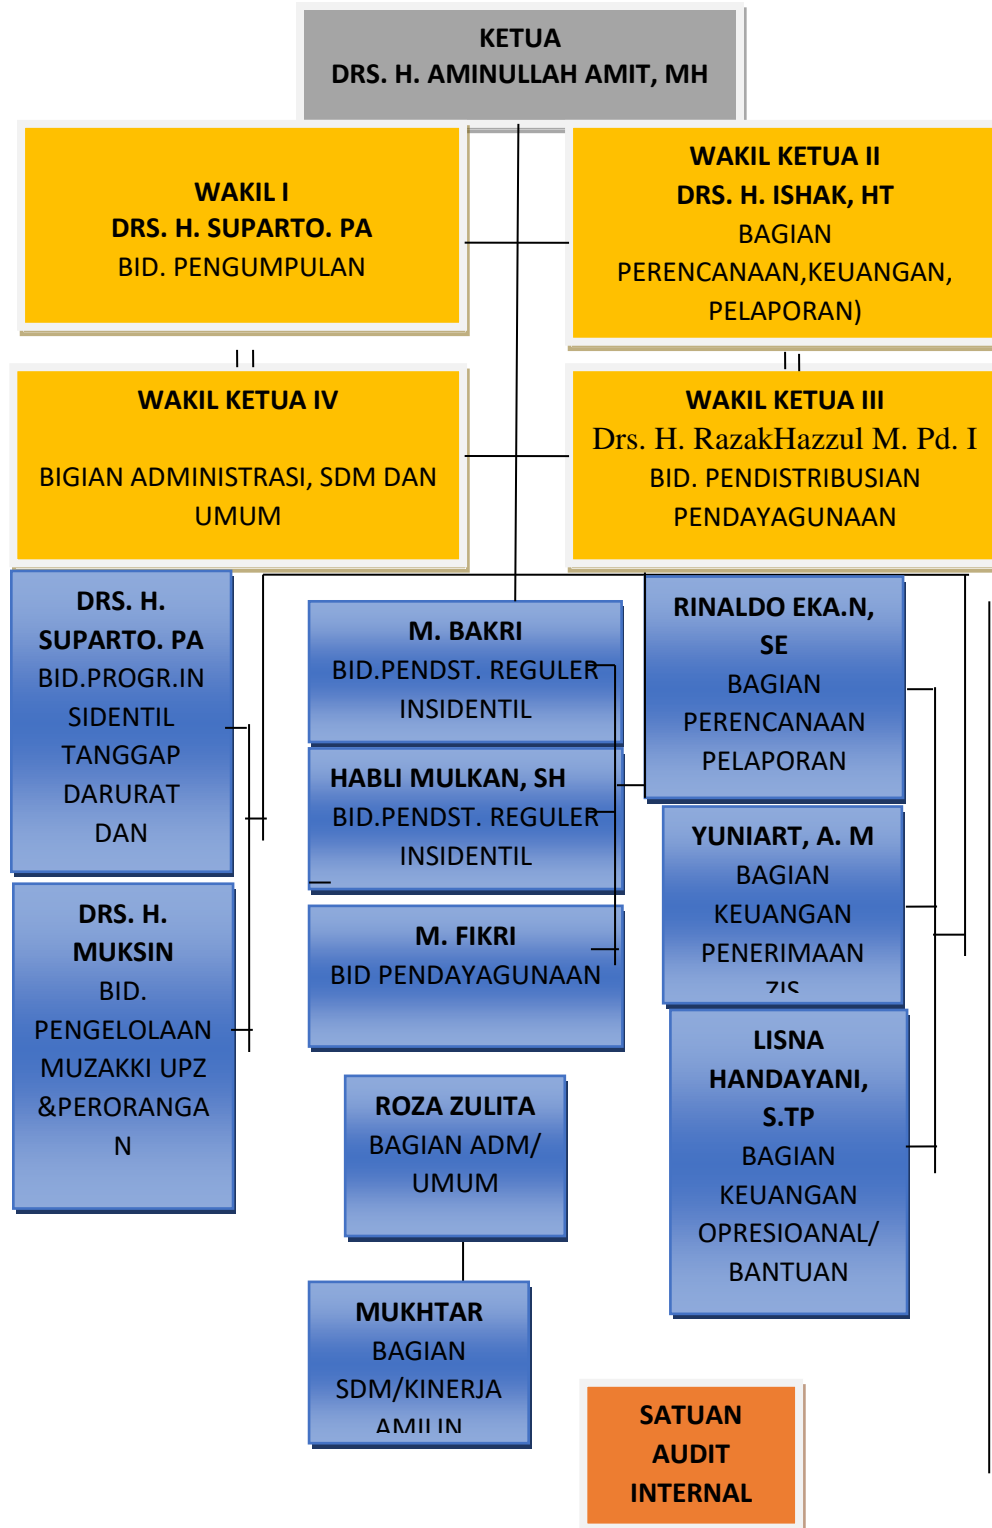 KETUA
DRS. H. AMINULLAH AMIT, MH
WAKIL I
DRS. H. SUPARTO. PA
BID. PENGUMPULAN
WAKIL KETUA II
DRS. H. ISHAK, HT
BAGIAN
PERENCANAAN,KEUANGAN,
PELAPORAN)
WAKIL KETUA IV
BIGIAN ADMINISTRASI, SDM DAN
UMUM
WAKIL KETUA III
Drs. H. RazakHazzul M. Pd. I
BID. PENDISTRIBUSIAN
PENDAYAGUNAAN
DRS. H.
SUPARTO. PA
BID.PROGR.IN
SIDENTIL
TANGGAP
DARURAT
DAN
M. BAKRI
BID.PENDST. REGULER
INSIDENTIL
RINALDO EKA.N,
SE
BAGIAN
PERENCANAAN
PELAPORAN
HABLI MULKAN, SH
BID.PENDST. REGULER
INSIDENTIL
YUNIART, A. M
BAGIAN
KEUANGAN
PENERIMAAN
ZIS
DRS. H.
MUKSIN
BID.
PENGELOLAAN
MUZAKKI UPZ
&PERORANGA
N
M. FIKRI
BID PENDAYAGUNAAN
LISNA
HANDAYANI,
S.TP
BAGIAN
KEUANGAN
OPRESIOANAL/
BANTUAN
ROZA ZULITA
BAGIAN ADM/
UMUM
MUKHTAR
BAGIAN
SDM/KINERJA
SATUAN
AUDIT
INTERNAL